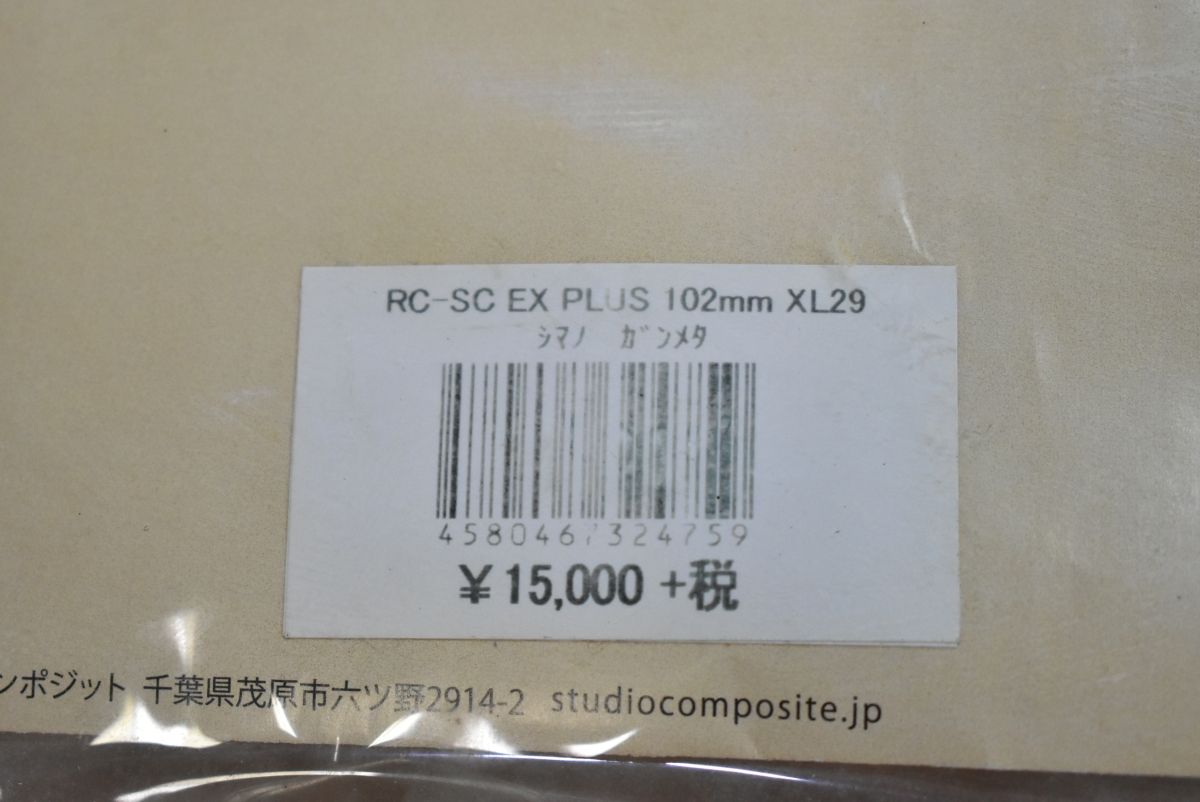 RC-SC EX PLUS 102mm XL29
ｼﾏﾉ ｶﾞﾝﾒﾀ
4580467324759
¥15,000+税
ンポジット 千葉県茂原市六ツ野2914-2 studiocomposite.jp